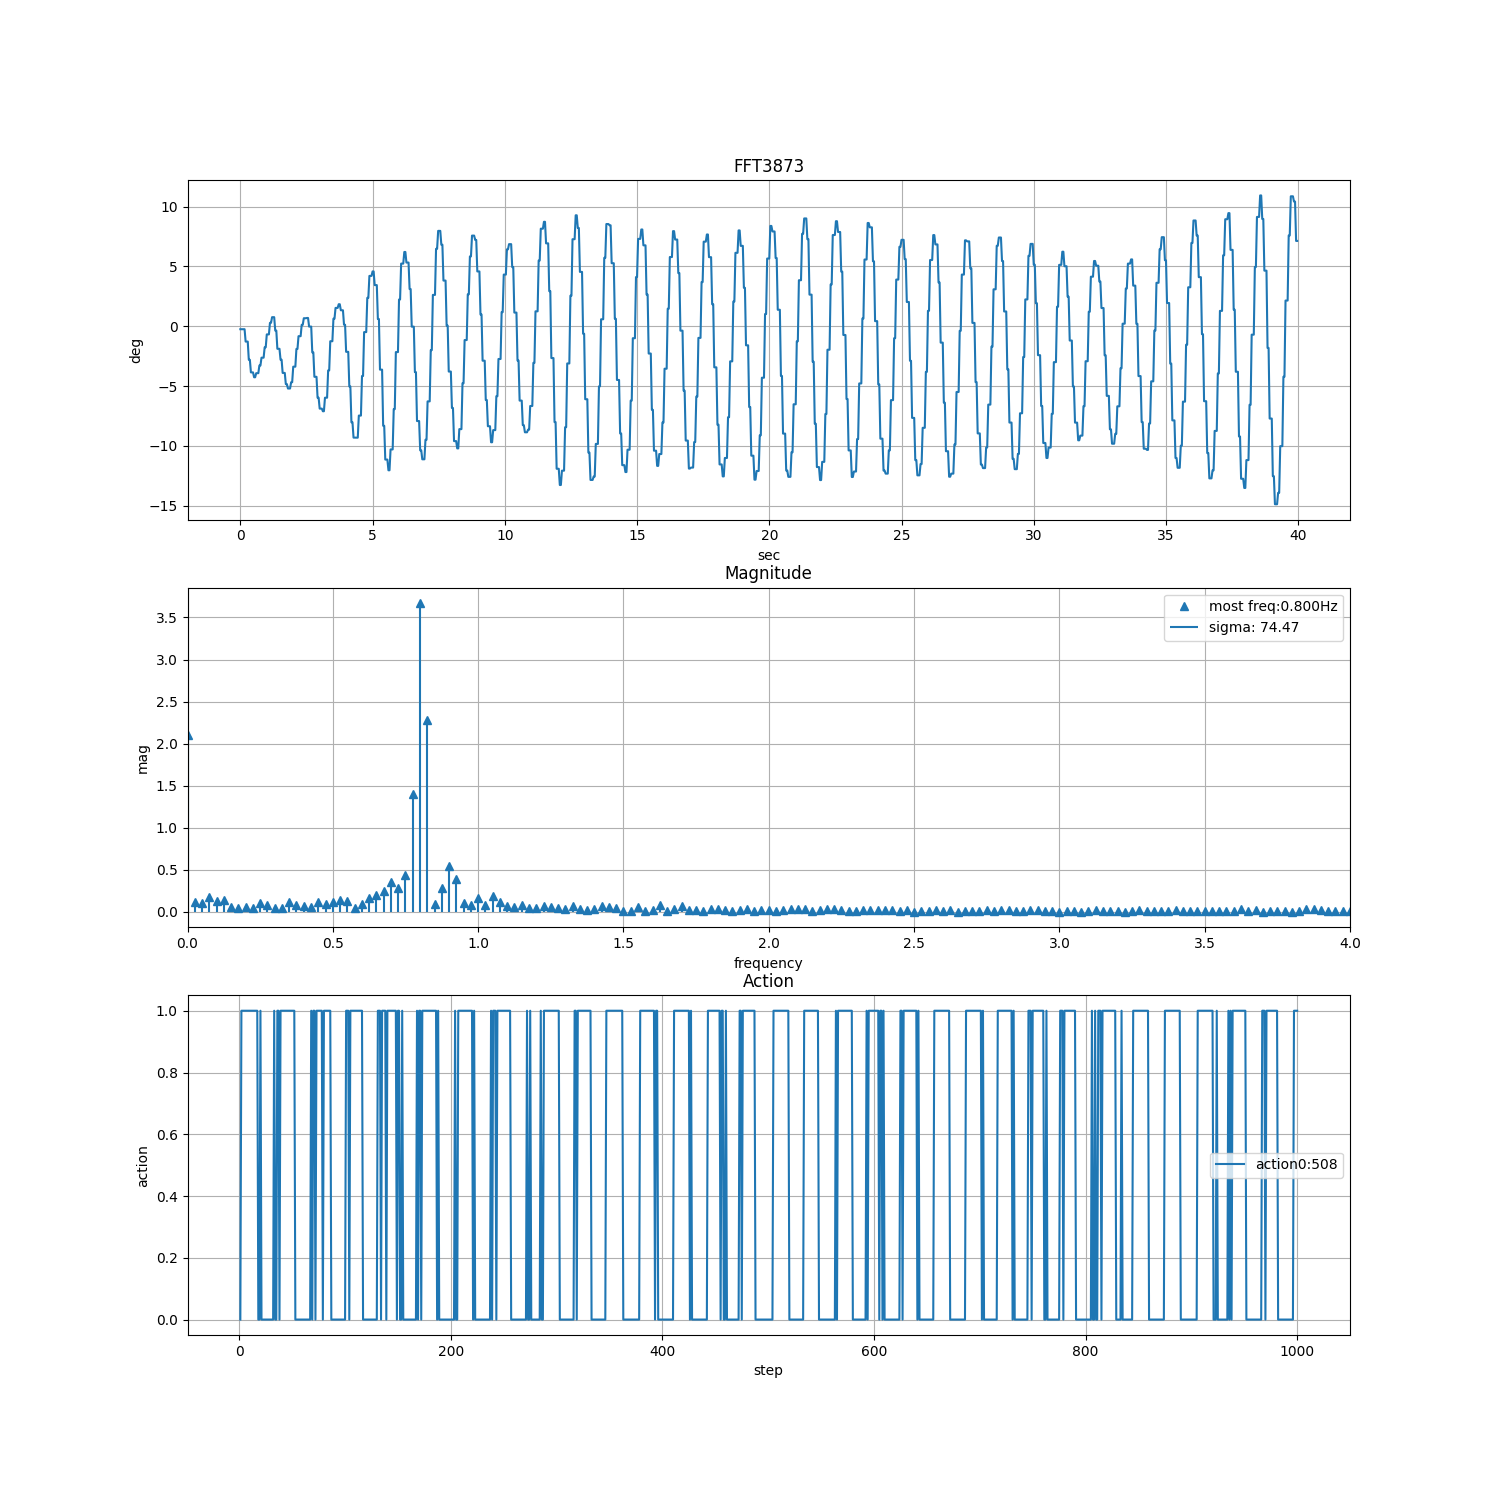 FFT3873
10
5
0
−5
−10
−15
deg
0 5 10 15 20 25 30 35 40
sec
Magnitude
3.5
3.0
2.5
2.0
1.5
1.0
0.5
0.0
mag
most freq:0.800Hz
sigma: 74.47
0.0 0.5 1.0 1.5 2.0 2.5 3.0 3.5 4.0
frequency
Action
1.0
0.8
0.6
0.4
0.2
0.0
action
action0:508
0 200 400 600 800 1000
step